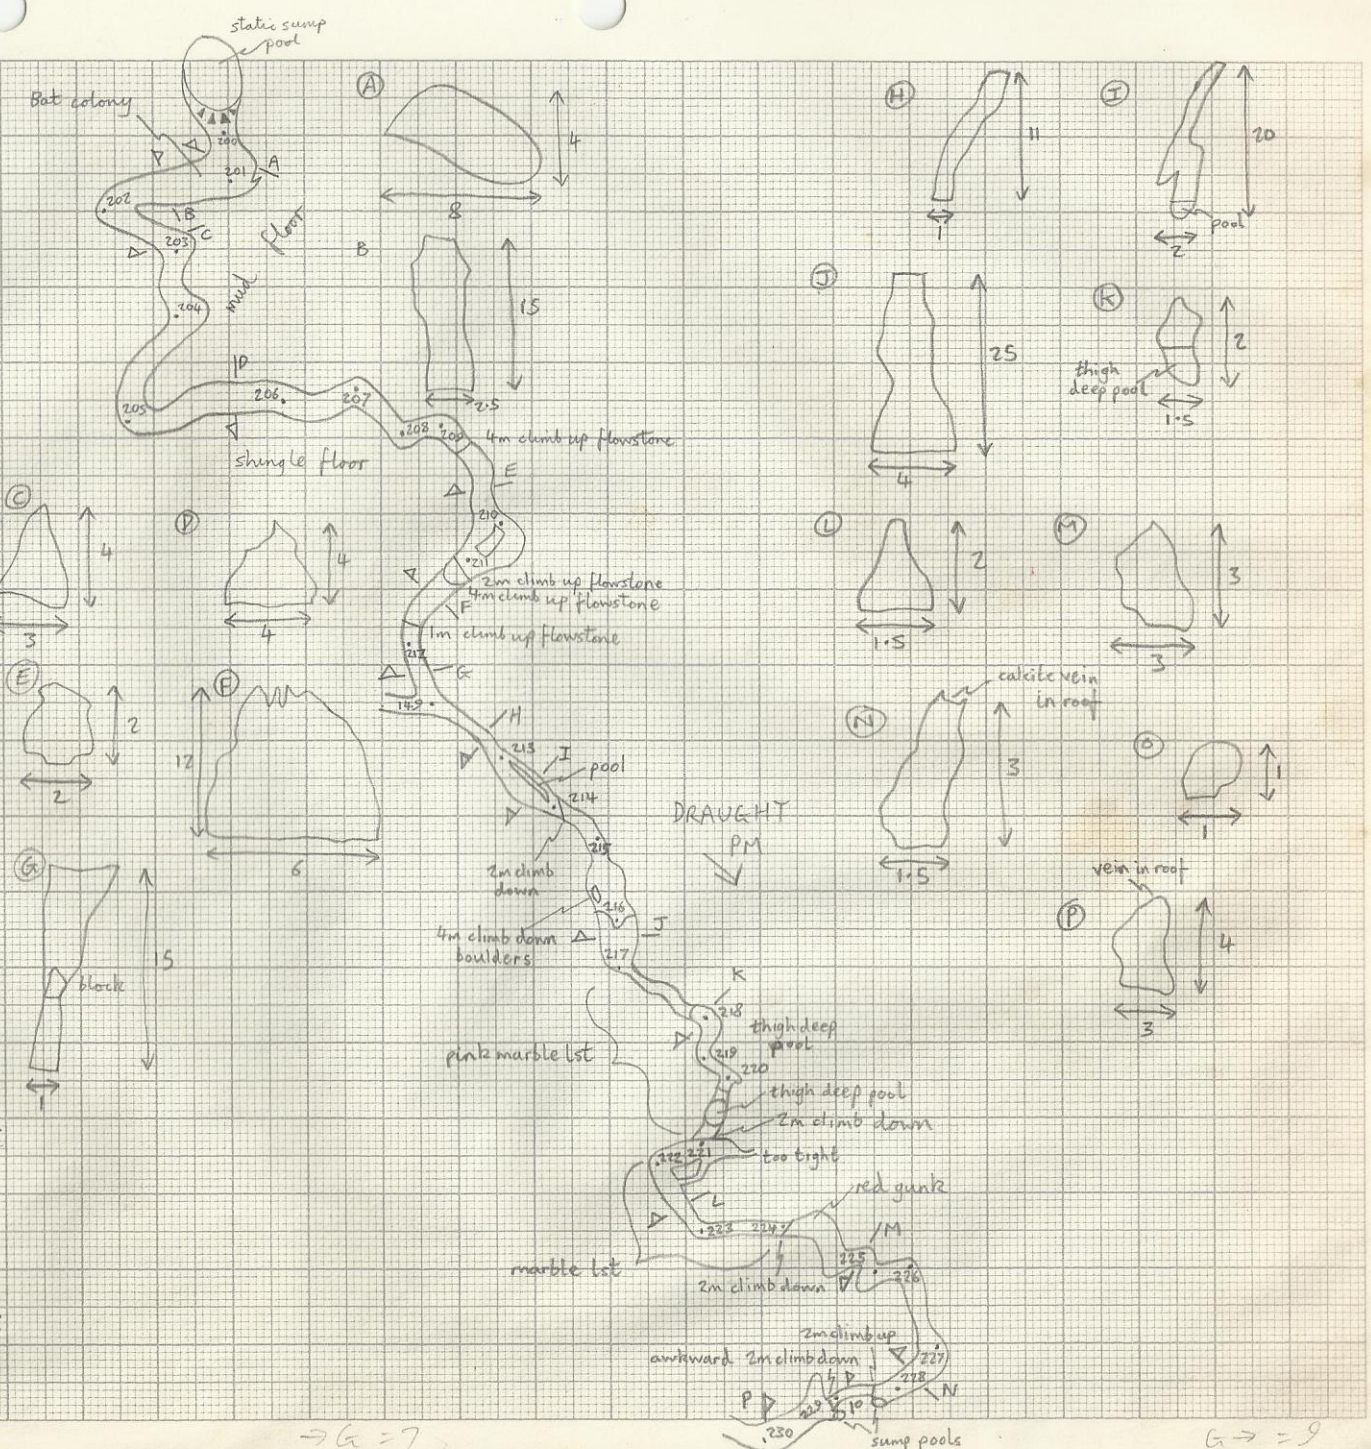 static sump
pool
Bat colony
A
4
8
H
11
1
I
20
pool
2
200
201
A
202
B
C
203
floor
mud
204
B
15
2.5
J
25
4
K
2
thigh
deep pool
1.5
D
205
206
207
208
209
4m climb up flowstone
shingle floor
E
C
4
3
D
4
4
210
211
2m climb up flowstone
4m climb up flowstone
F
1m climb up flowstone
212
G
149
L
2
1.5
M
3
3
E
2
2
F
12
6
H
213
I
pool
214
215
2m climb
down
DRAUGHT
PM
calcite vein
in roof
N
3
1.5
O
1
1
G
block
15
1
216
4m climb down
boulders
J
217
K
218
thigh deep
pool
219
220
pink marble lst
thigh deep pool
2m climb down
vein in roof
P
4
3
222
221
too tight
L
red gunk
223
224
M
marble lst
2m climb down
225
226
2m climb up
awkward 2m climb down
227
228
N
P
229
O
230
sump pools
→ G = 7
G → = 9